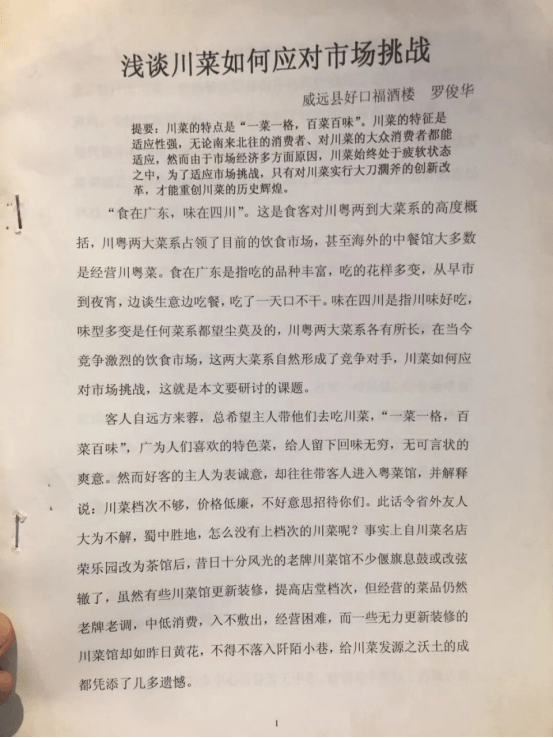 浅谈川菜如何应对市场挑战
威远县好口福酒楼 罗俊华
提要：川菜的特点是“一菜一格，百菜百味”。川菜的特征是
适应性强，无论南来北往的消费者、对川菜的大众消费者都能
适应，然而由于市场经济多方面原因，川菜始终处于疲软状态
之中，为了适应市场挑战，只有对川菜实行大刀阔斧的创新改
革，才能重创川菜的历史辉煌。
“食在广东，味在四川”。这是食客对川粤两到大菜系的高度概
括，川粤两大菜系占领了目前的饮食市场，甚至海外的中餐馆大多数
是经营川粤菜。食在广东是指吃的品种丰富，吃的花样多变，从早市
到夜宵，边谈生意边吃餐，吃了一天口不干。味在四川是指川味好吃，
味型多变是任何菜系都望尘莫及的，川粤两大菜系各有所长，在当今
竞争激烈的饮食市场，这两大菜系自然形成了竞争对手，川菜如何应
对市场挑战，这就是本文要研讨的课题。
客人自远方来蓉，总希望主人带他们去吃川菜，“一菜一格，百
菜百味”，广为人们喜欢的特色菜，给人留下回味无穷，无可言状的
爽意。然而好客的主人为表诚意，却往往带客人进入粤菜馆，并解释
说：川菜档次不够，价格低廉，不好意思招待你们。此话令省外友人
大为不解，蜀中胜地，怎么没有上档次的川菜呢？事实上自川菜名店
荣乐园改为茶馆后，昔日十分风光的老牌川菜馆不少偃旗息鼓或改弦
辙了，虽然有些川菜馆更新装修，提高店堂档次，但经营的菜品仍然
老牌老调，中低消费，入不敷出，经营困难，而一些无力更新装修的
川菜馆却如昨日黄花，不得不落入阡陌小巷，给川菜发源之沃土的成
都凭添了几多遗憾。
1